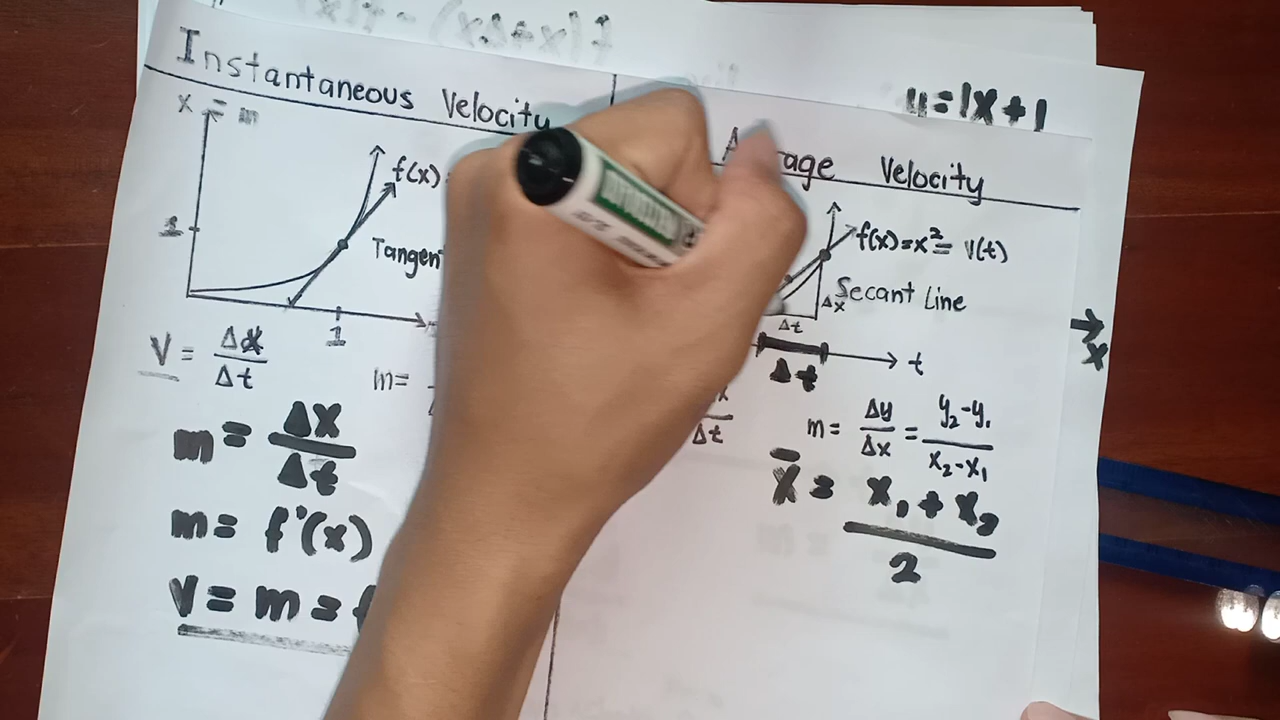 y=1x+1
Instantaneous Velocity
x = m
f(x)
1
Tangen
1
V = Δx/Δt
m=
m = Δx/Δt
m = f'(x)
V = m =
age Velocity
f(x)=x²= V(t)
Secant Line
Δx
Δt
t
Δt
x
Δt
m= Δy/Δx = y₂-y₁/x₂-x₁
x̄ = x₁ + x₂/2
x